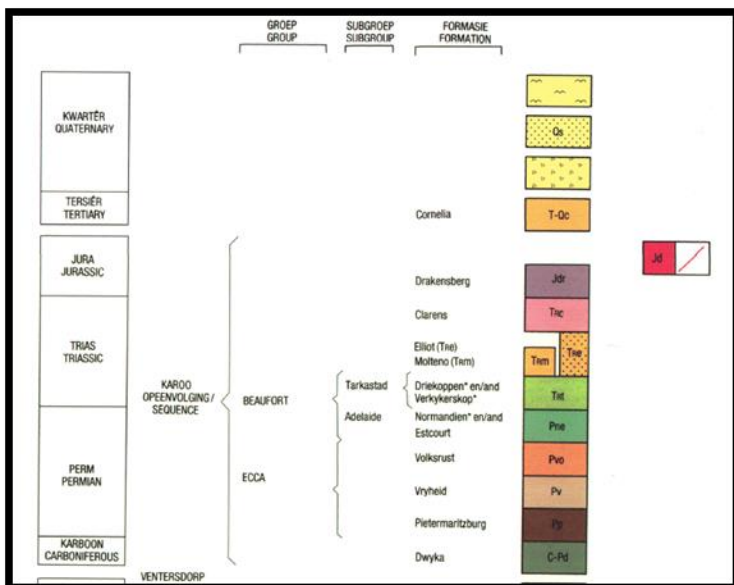 GROEP
GROUP
SUBGROEP
SUBGROUP
FORMASIE
FORMATION
KWARTÊR
QUATERNARY
Qs
TERSIÊR
TERTIARY
Cornelia
T-Qc
JURA
JURASSIC
Jd
Drakensberg
Jdr
TRIAS
TRIASSIC
Clarens
TRc
Elliot (TRe)
Molteno (TRm)
TRm
TRe
KAROO
OPEENVOLGING /
SEQUENCE
BEAUFORT
Tarkastad
Driekoppen* en/and
Verkykerskop*
TRt
Adelaide
Normandien* en/and
Estcourt
Pne
PERM
PERMIAN
ECCA
Volksrust
Pvo
Vryheid
Pv
Pietermaritzburg
Pp
KARBOON
CARBONIFEROUS
Dwyka
C-Pd
VENTERSDORP